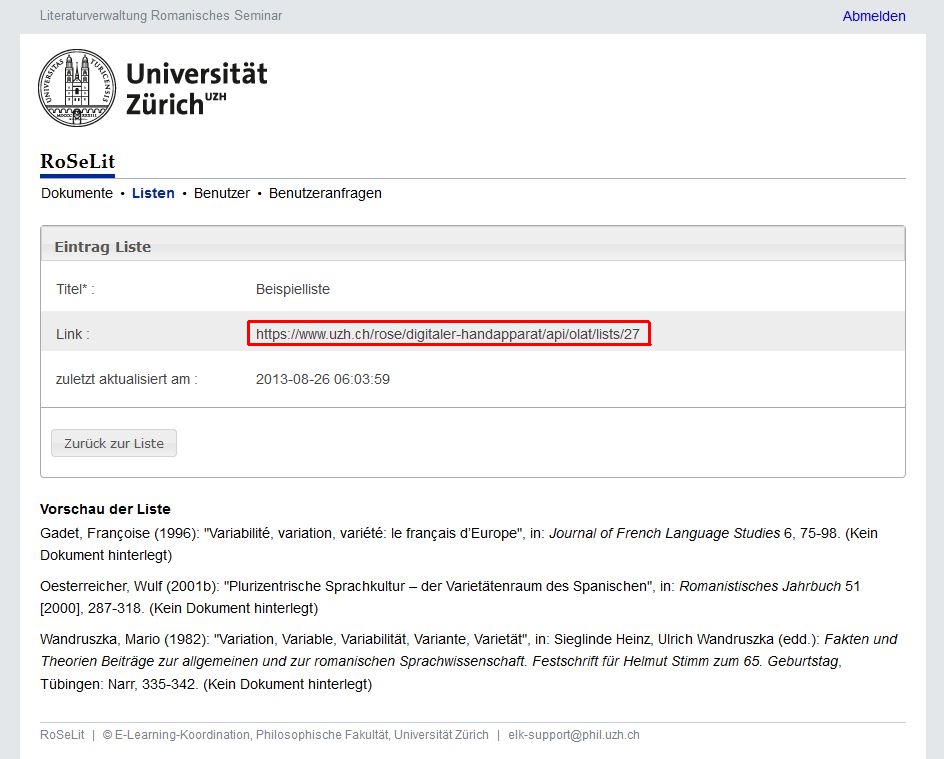 Literaturverwaltung Romanisches Seminar
Abmelden
UNIVERSITAS TURICENSIS
MDCCCXXXIII
Universität
Zürich UZH
RoSeLit
Dokumente • Listen • Benutzer • Benutzeranfragen
Eintrag Liste
Titel* : Beispielliste
Link : https://www.uzh.ch/rose/digitaler-handapparat/api/olat/lists/27
zuletzt aktualisiert am : 2013-08-26 06:03:59
Zurück zur Liste
Vorschau der Liste
Gadet, Françoise (1996): "Variabilité, variation, variété: le français d’Europe", in: Journal of French Language Studies 6, 75-98. (Kein
Dokument hinterlegt)
Oesterreicher, Wulf (2001b): "Plurizentrische Sprachkultur – der Varietätenraum des Spanischen", in: Romanistisches Jahrbuch 51
[2000], 287-318. (Kein Dokument hinterlegt)
Wandruszka, Mario (1982): "Variation, Variable, Variabilität, Variante, Varietät", in: Sieglinde Heinz, Ulrich Wandruszka (edd.): Fakten und
Theorien Beiträge zur allgemeinen und zur romanischen Sprachwissenschaft. Festschrift für Helmut Stimm zum 65. Geburtstag,
Tübingen: Narr, 335-342. (Kein Dokument hinterlegt)
RoSeLit | © E-Learning-Koordination, Philosophische Fakultät, Universität Zürich | elk-support@phil.uzh.ch